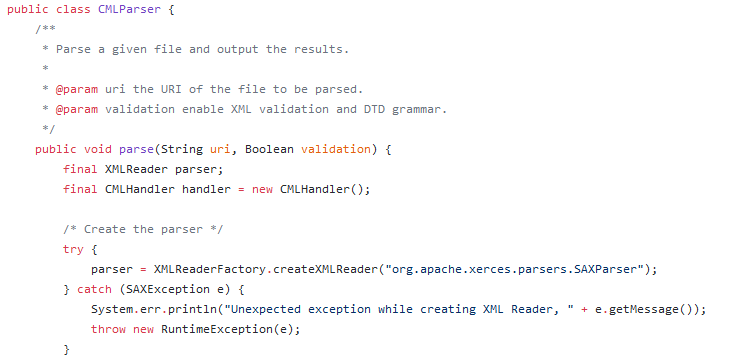 public class CMLParser {
    /**
     * Parse a given file and output the results.
     *
     * @param uri the URI of the file to be parsed.
     * @param validation enable XML validation and DTD grammar.
     */
    public void parse(String uri, Boolean validation) {
        final XMLReader parser;
        final CMLHandler handler = new CMLHandler();

        /* Create the parser */
        try {
            parser = XMLReaderFactory.createXMLReader("org.apache.xerces.parsers.SAXParser");
        } catch (SAXException e) {
            System.err.println("Unexpected exception while creating XML Reader, " + e.getMessage());
            throw new RuntimeException(e);
        }